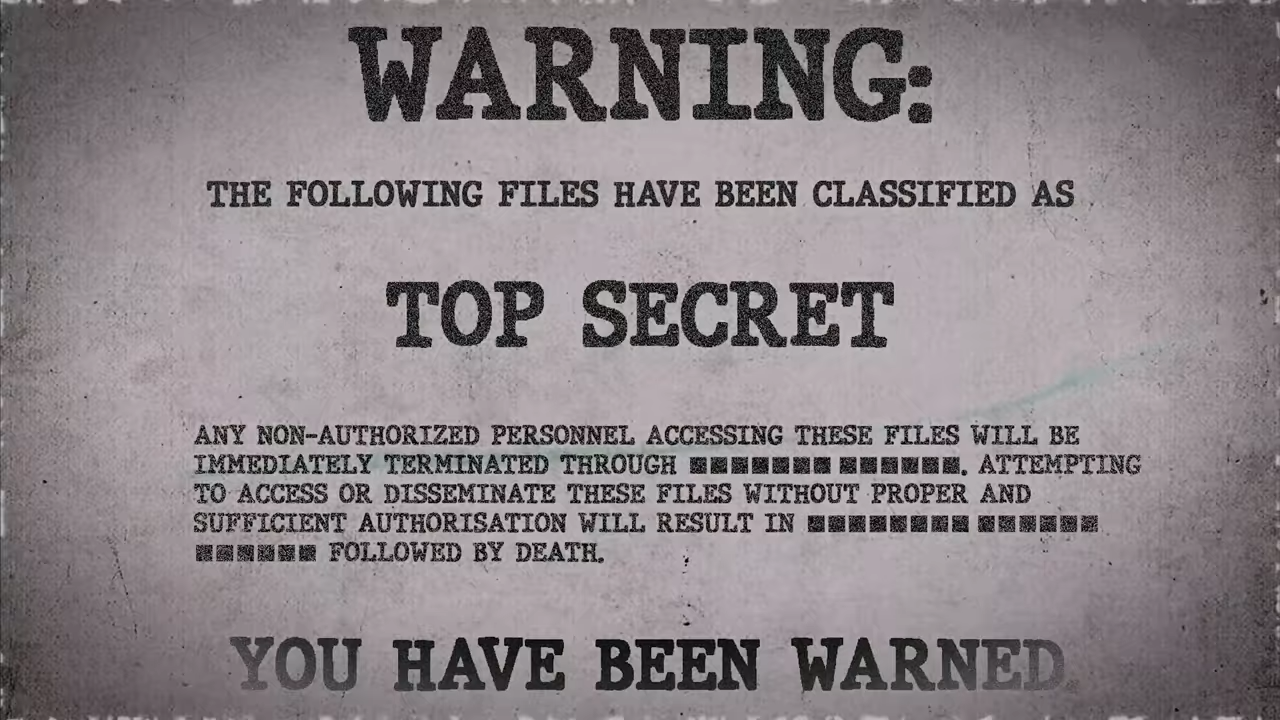 WARNING:
THE FOLLOWING FILES HAVE BEEN CLASSIFIED AS
TOP SECRET
ANY NON-AUTHORIZED PERSONNEL ACCESSING THESE FILES WILL BE
IMMEDIATELY TERMINATED THROUGH ■■■■■■■■ ■■■■■■■. ATTEMPTING
TO ACCESS OR DISSEMINATE THESE FILES WITHOUT PROPER AND
SUFFICIENT AUTHORISATION WILL RESULT IN ■■■■■■■■■ ■■■■■■■
■■■■■■■ FOLLOWED BY DEATH.
YOU HAVE BEEN WARNED